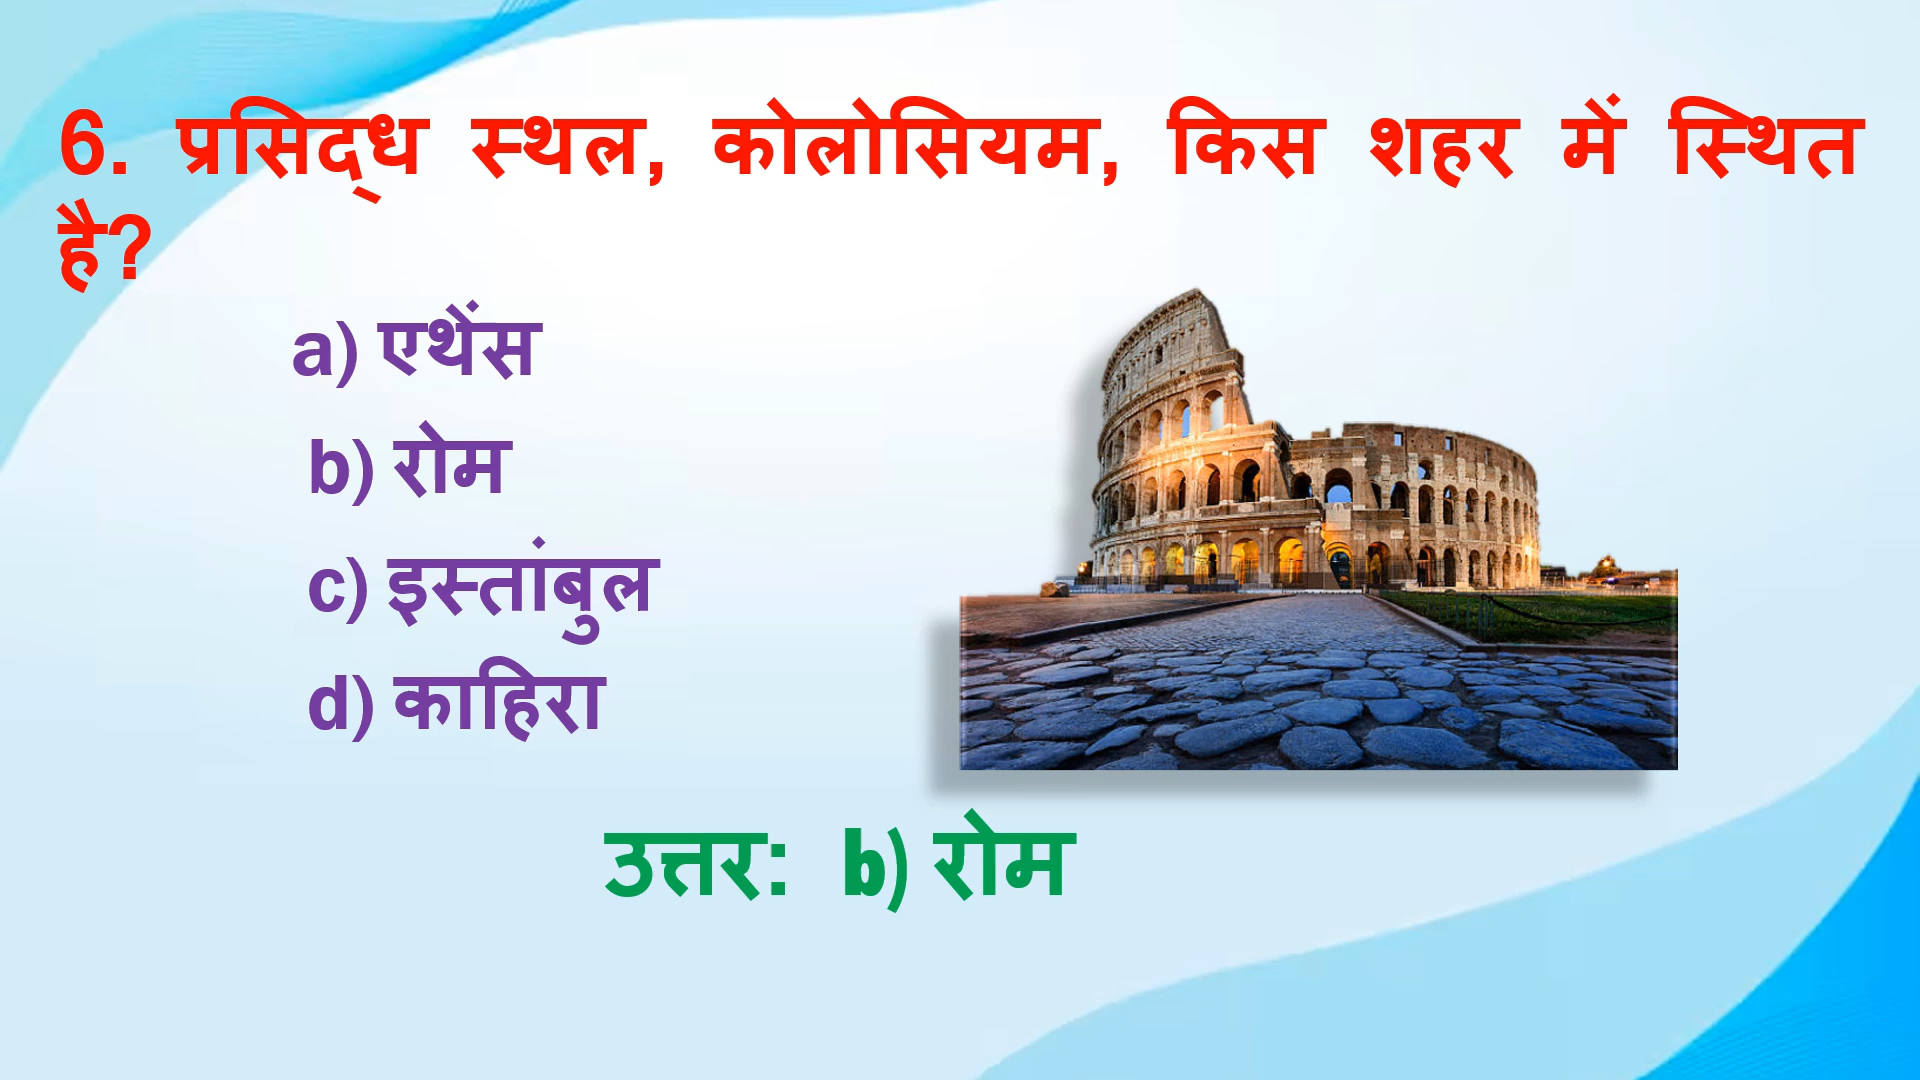 6. प्रसिद्ध स्थल, कोलोसियम, किस शहर में स्थित
है?
a) एथेंस
b) रोम
c) इस्तांबुल
d) काहिरा
उत्तर: b) रोम